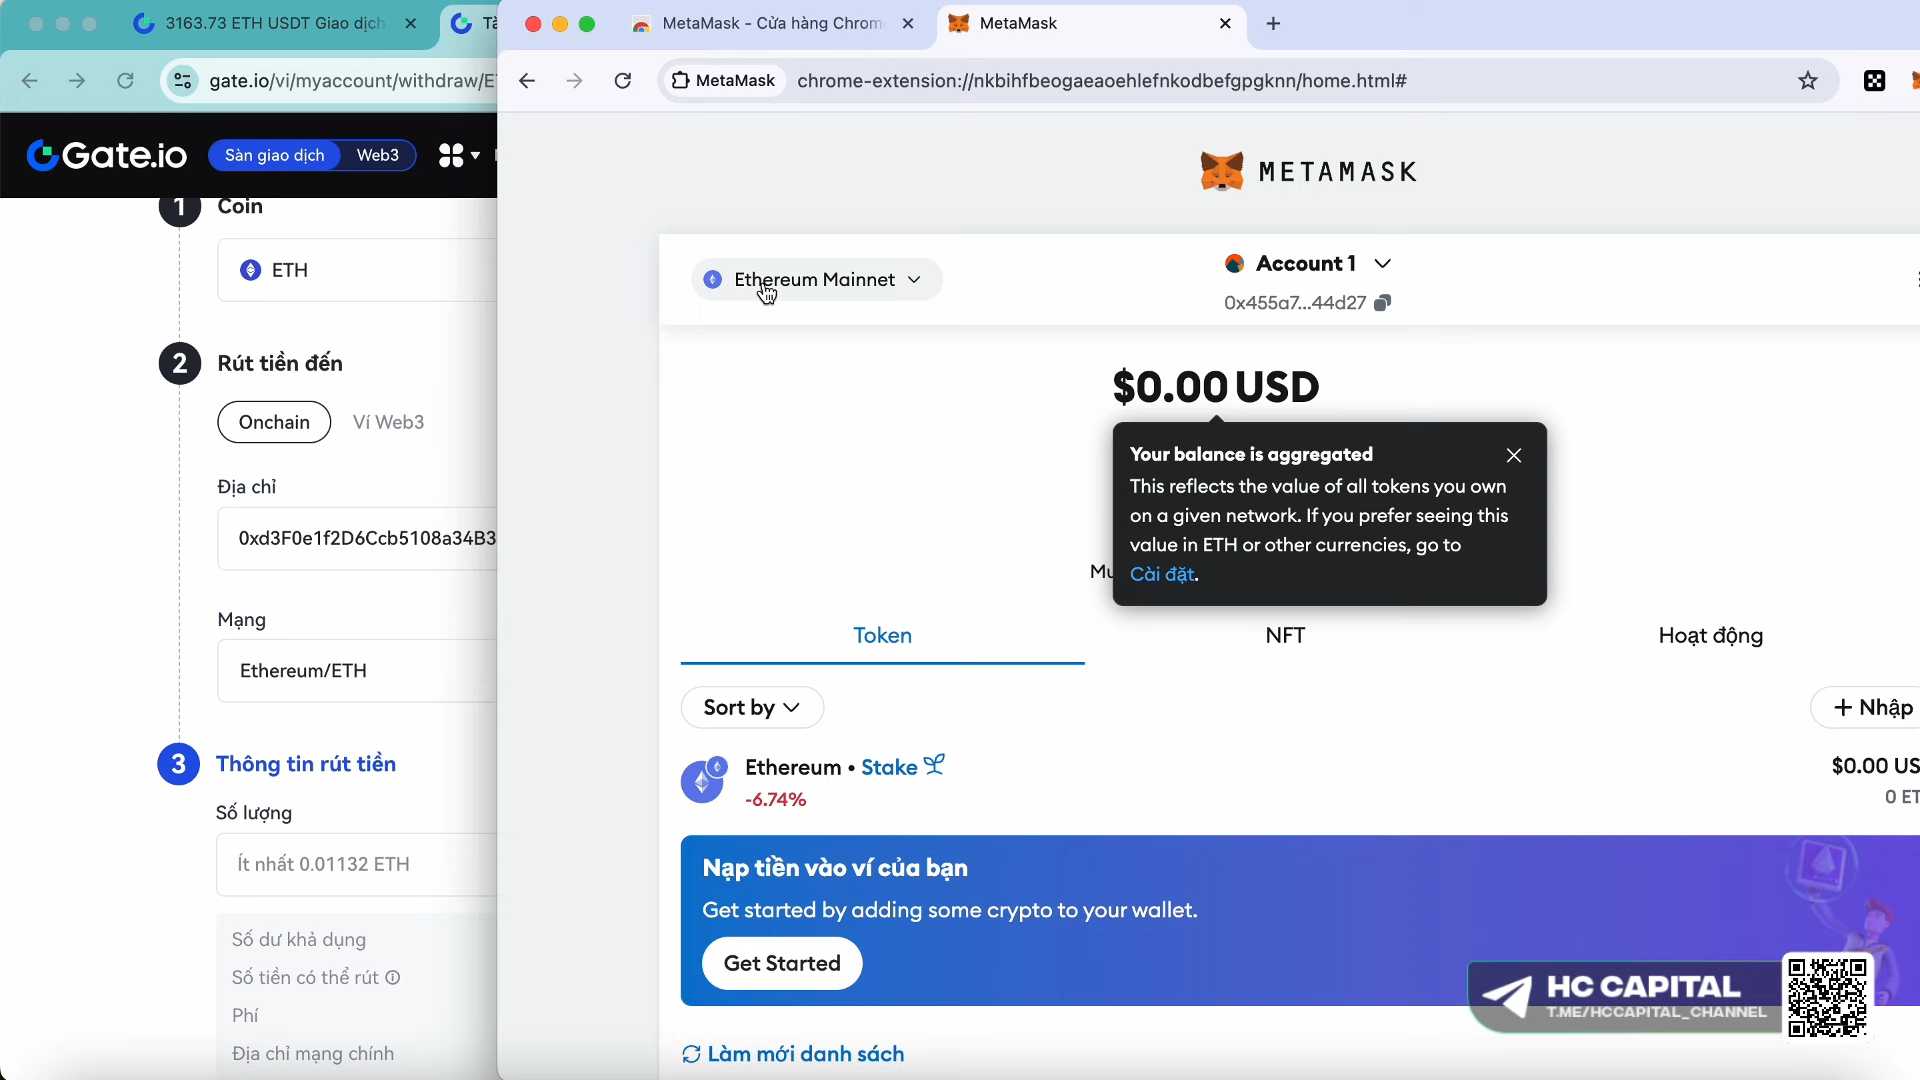 3163.73 ETH USDT Giao dịch
gate.io/vi/myaccount/withdraw/E
Gate.io
Sàn giao dịch
Web3
1
Coin
ETH
2
Rút tiền đến
Onchain
Ví Web3
Địa chỉ
0xd3F0e1f2D6Ccb5108a34B3
Mạng
Ethereum/ETH
3
Thông tin rút tiền
Số lượng
Ít nhất 0.01132 ETH
Số dư khả dụng
Số tiền có thể rút
Phí
Địa chỉ mạng chính
MetaMask - Cửa hàng Chrom
MetaMask
MetaMask
chrome-extension://nkbihfbeogaeaoehlefnkodbefgpgknn/home.html#
METAMASK
Ethereum Mainnet
Account 1
0x455a7...44d27
$0.00 USD
Your balance is aggregated
This reflects the value of all tokens you own
on a given network. If you prefer seeing this
value in ETH or other currencies, go to
Cài đặt.
Token
NFT
Hoạt động
Sort by
+ Nhập
Ethereum • Stake
-6.74%
$0.00 US
0 ET
Nạp tiền vào ví của bạn
Get started by adding some crypto to your wallet.
Get Started
HC CAPITAL
T.ME/HCCAPITAL_CHANNEL
Làm mới danh sách